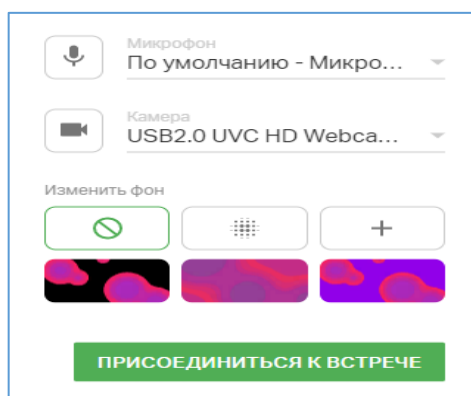 Микрофон
По умолчанию - Микро...
Камера
USB2.0 UVC HD Webca...
Изменить фон
ПРИСОЕДИНИТЬСЯ К ВСТРЕЧЕ